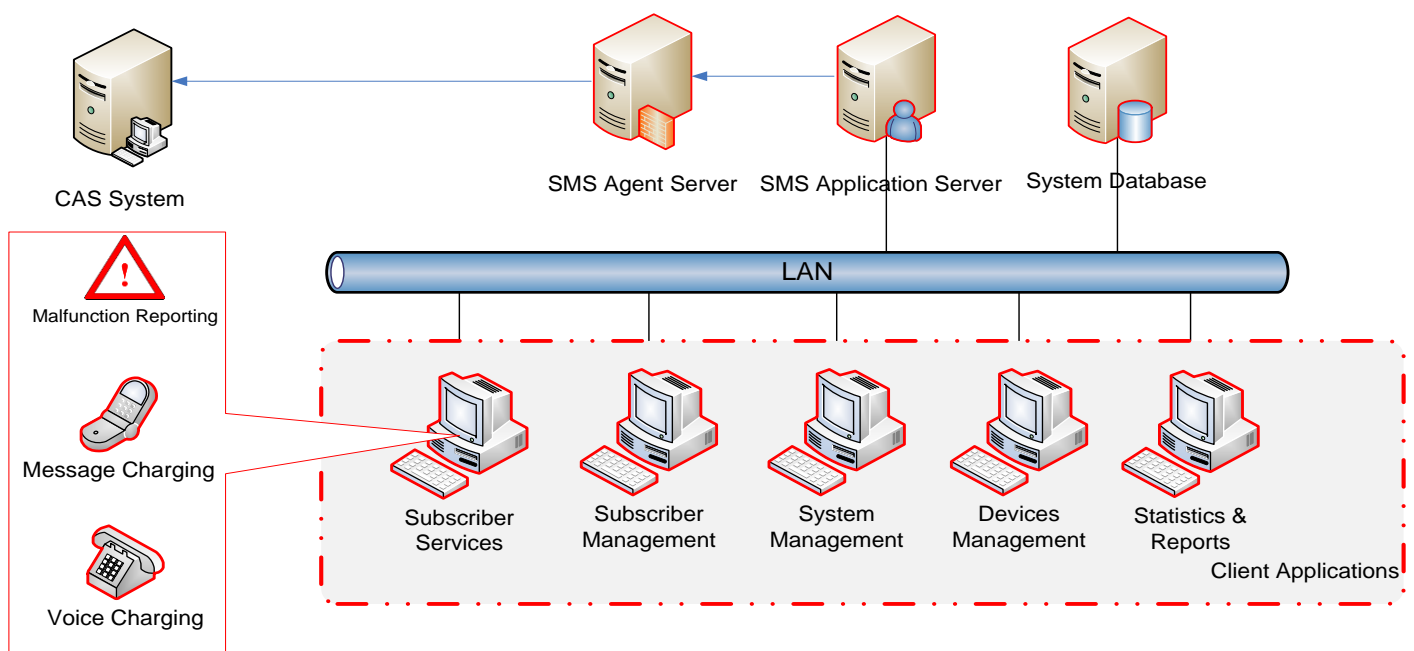 CAS System
SMS Agent Server
SMS Application Server
System Database
LAN
!
Malfunction Reporting
Message Charging
Voice Charging
Subscriber
Services
Subscriber
Management
System
Management
Devices
Management
Statistics &
Reports
Client Applications